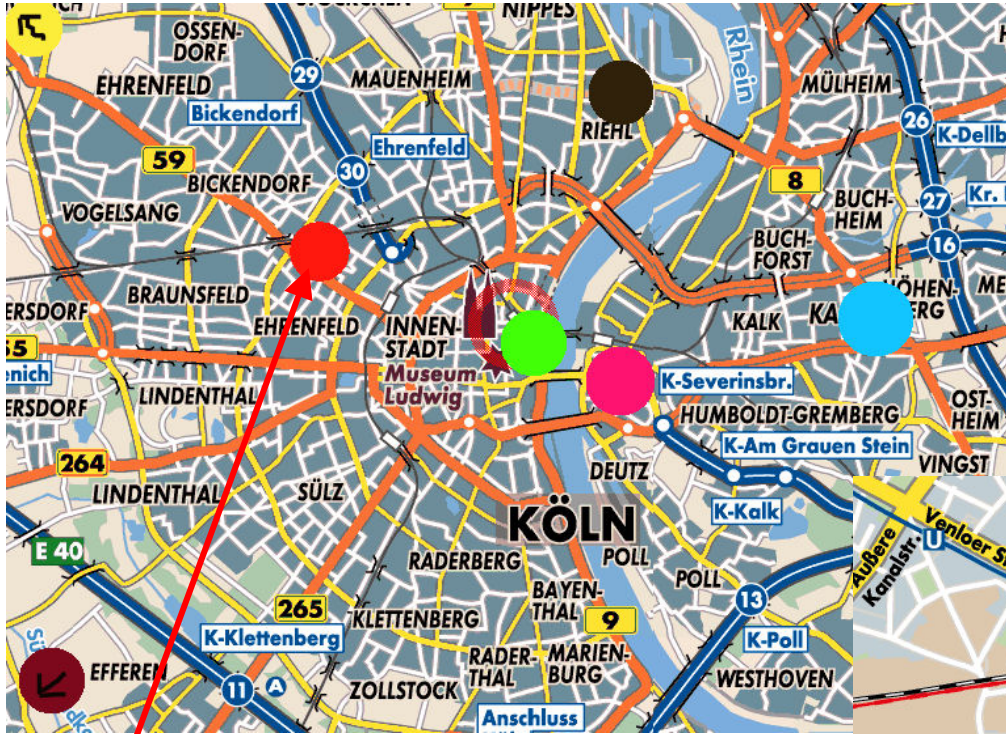 NIPPES
OSSEN-
DORF
Rhein
EHRENFELD
29
MAUENHEIM
MÜLHEIM
Bickendorf
26
K-Dellb
RIEHL
Ehrenfeld
59
30
8
BICKENDORF
BUCH-
HEIM
27
Kr.
VOGELSANG
16
BUCH-
FORST
HÖHEN-
BERG
ME
ERSDORF
BRAUNSFELD
EHRENFELD
INNEN-
STADT
KALK
KA
55
enich
Museum
Ludwig
K-Severinsbr.
LINDENTHAL
ERSDORF
HUMBOLDT-GREMBERG
OST-
HEIM
K-Am Grauen Stein
VINGST
264
DEUTZ
LINDENTHAL
SÜLZ
K-Kalk
KÖLN
Venloer S
U
Äußere
Kanalstr.
E 40
RADERBERG
POLL
POLL
BAYEN-
THAL
13
265
KLETTENBERG
9
K-Klettenberg
K-Poll
EFFEREN
RADER-
THAL
MARIEN-
BURG
WESTHOVEN
11
A
ZOLLSTOCK
Anschluss